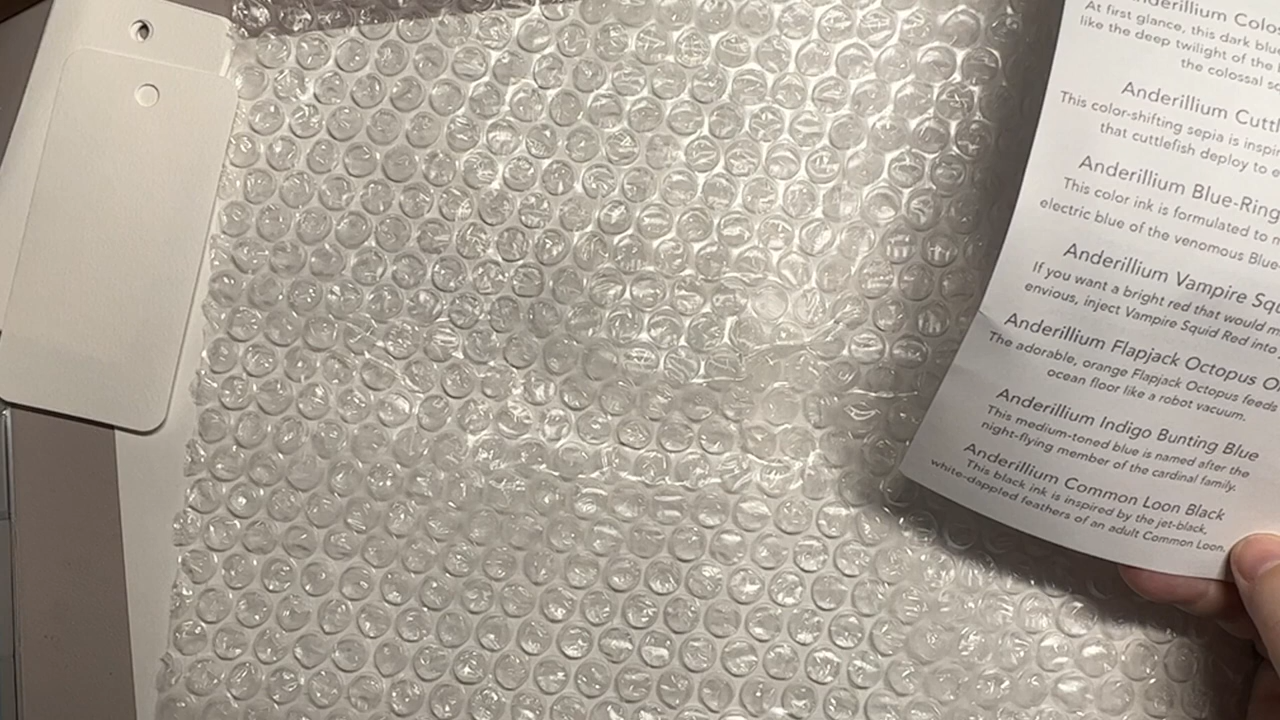 Anderillium Colo
At first glance, this dark blu
like the deep twilight of the
the colossal s
Anderillium Cuttl
This color-shifting sepia is inspir
that cuttlefish deploy to e
Anderillium Blue-Ring
This color ink is formulated to
electric blue of the venomous Blue-
Anderillium Vampire Sq
If you want a bright red that would m
envious, inject Vampire Squid Red into
Anderillium Flapjack Octopus O
The adorable, orange Flapjack Octopus feeds
ocean floor like a robot vacuum.
Anderillium Indigo Bunting Blue
This medium-toned blue is named after the
night-flying member of the cardinal family.
Anderillium Common Loon Black
This black ink is inspired by the jet-black,
white-dappled feathers of an adult Common Loon.